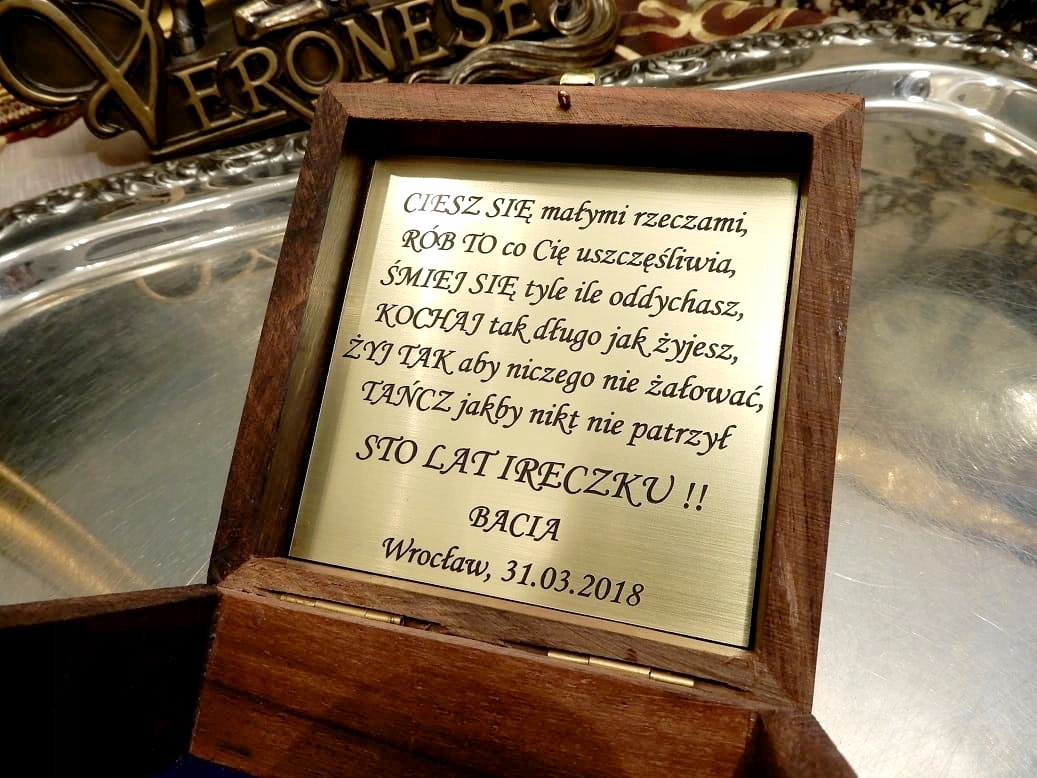 VERONESE
CIESZ SIĘ małymi rzeczami,
RÓB TO co Cię uszczęśliwia,
ŚMIEJ SIĘ tyle ile oddychasz,
KOCHAJ tak długo jak żyjesz,
ŻYJ TAK aby niczego nie żałować,
TAŃCZ jakby nikt nie patrzył
STO LAT IRECZKU !!
BACIA
Wrocław, 31.03.2018